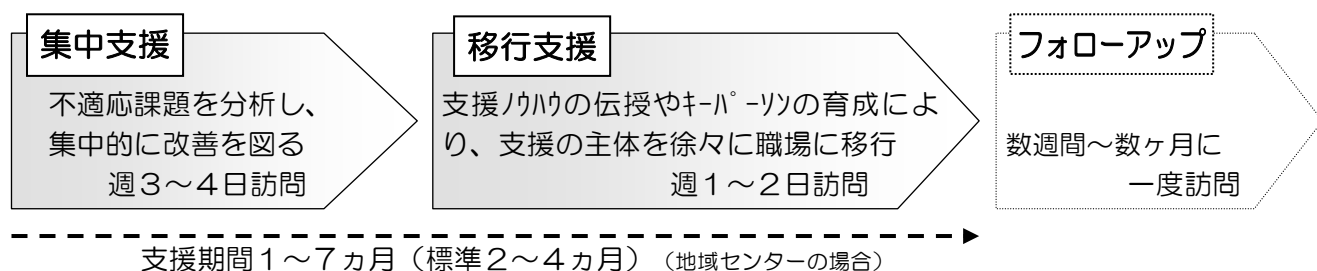 集中支援
不適応課題を分析し、
集中的に改善を図る
週３～４日訪問
移行支援
支援ﾉｳﾊｳの伝授やｷｰﾊﾟｰｿﾝの育成によ
り、支援の主体を徐々に職場に移行
週１～２日訪問
フォローアップ
数週間～数ヶ月に
一度訪問
支援期間１～７ヵ月（標準２～４ヵ月）（地域センターの場合）